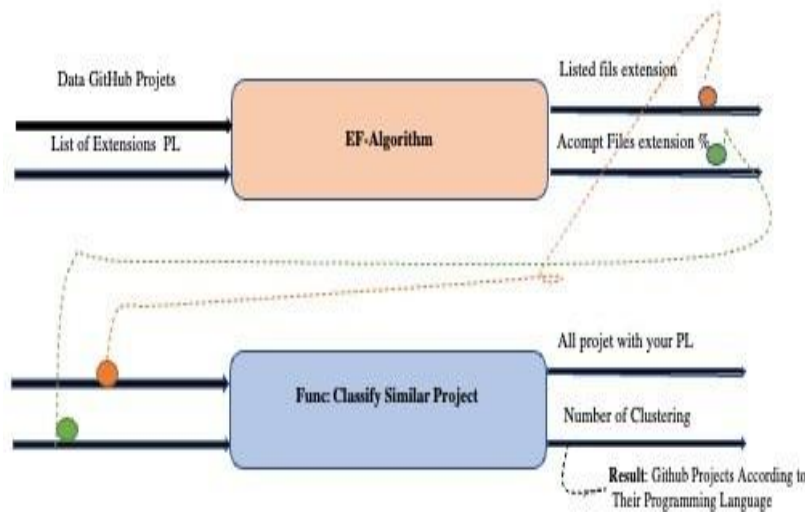 Data GitHub Projets
List of Extensions PL
EF-Algorithm
Listed fils extension
Acompt Files extension %
Func: Classify Similar Project
All projet with your PL
Number of Clustering
Result: Github Projects According to
Their Programming Language